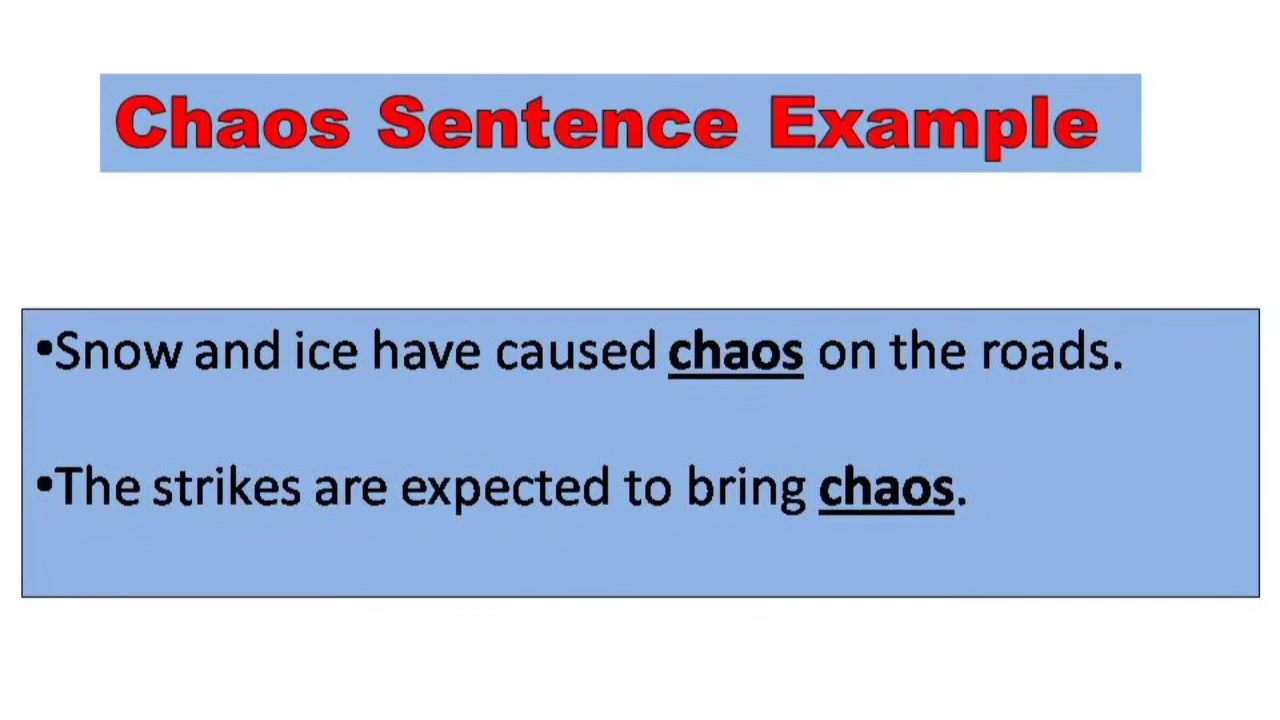 Chaos Sentence Example
•Snow and ice have caused chaos on the roads.
•The strikes are expected to bring chaos.